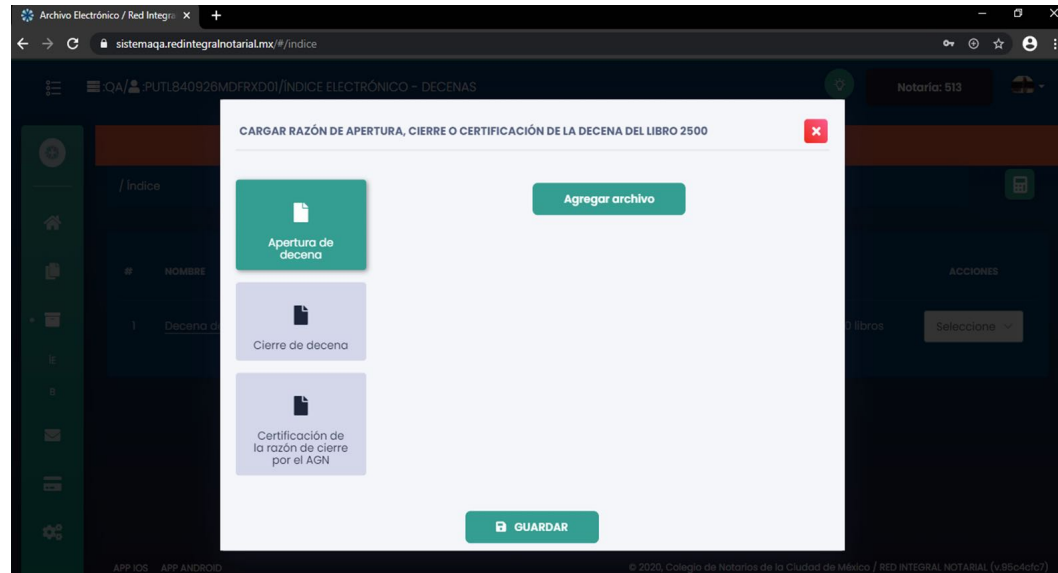 Archivo Electrónico / Red Integra
sistemaqa.redintegralnotarial.mx/#/indice
:QA/ :PUTLB40926MDFRXD01/ÍNDICE ELECTRÓNICO - DECENAS
Notaría: 513
CARGAR RAZÓN DE APERTURA, CIERRE O CERTIFICACIÓN DE LA DECENA DEL LIBRO 2500
/ Índice
Agregar archivo
Apertura de
decena
# NOMBRE
ACCIONES
1 Decena d
0 libros
Seleccione
Cierre de decena
Certificación de
la razón de cierre
por el AGN
GUARDAR
APP IOS APP ANDROID
© 2020, Colegio de Notarios de la Ciudad de México / RED INTEGRAL NOTARIAL (v.85c4cfc7)